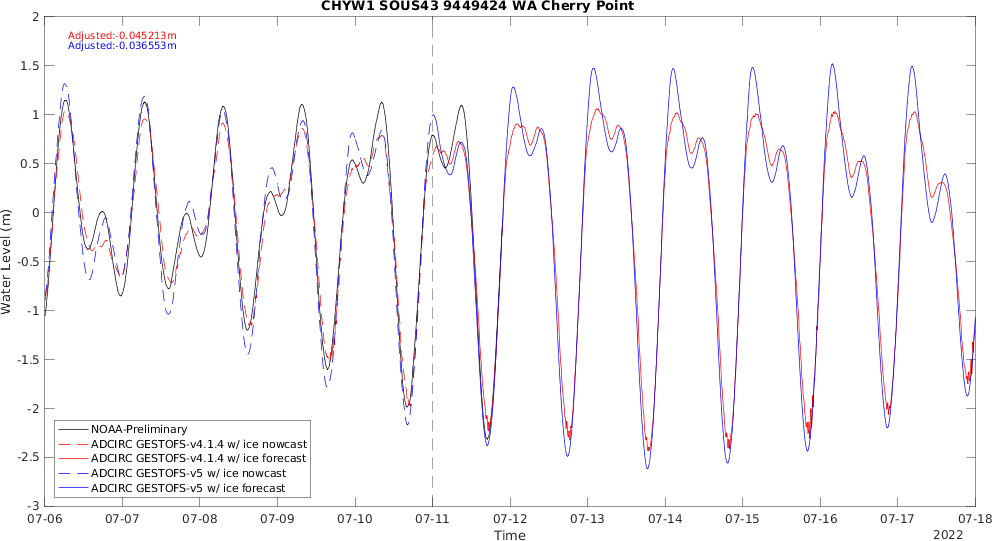 CHYW1 SOUS43 9449424 WA Cherry Point
Adjusted:-0.045213m
Adjusted:-0.036553m
Water Level (m)
2
1.5
1
0.5
0
-0.5
-1
-1.5
-2
-2.5
-3
NOAA-Preliminary
ADCIRC GESTOFS-v4.1.4 w/ ice nowcast
ADCIRC GESTOFS-v4.1.4 w/ ice forecast
ADCIRC GESTOFS-v5 w/ ice nowcast
ADCIRC GESTOFS-v5 w/ ice forecast
07-06 07-07 07-08 07-09 07-10 07-11 07-12 07-13 07-14 07-15 07-16 07-17 07-18
Time
2022